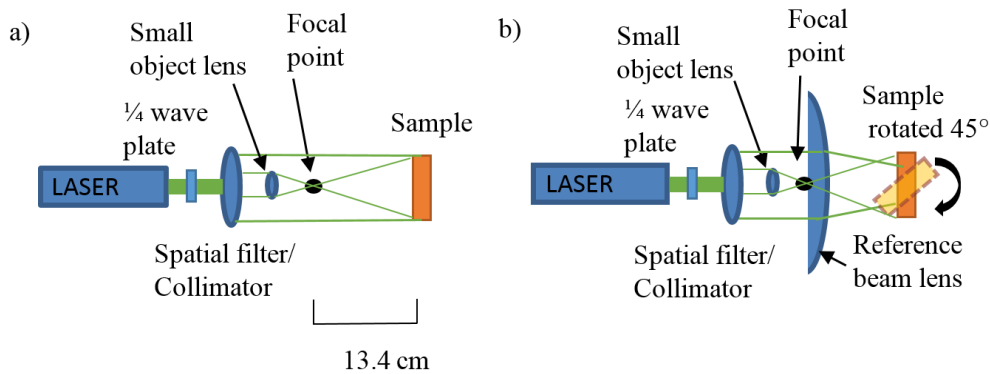 a)
Small
object lens
Focal
point
¼ wave
plate
Sample
LASER
Spatial filter/
Collimator
13.4 cm
b)
Small
object lens
Focal
point
¼ wave
plate
Sample
rotated 45°
LASER
Spatial filter/
Collimator
Reference
beam lens